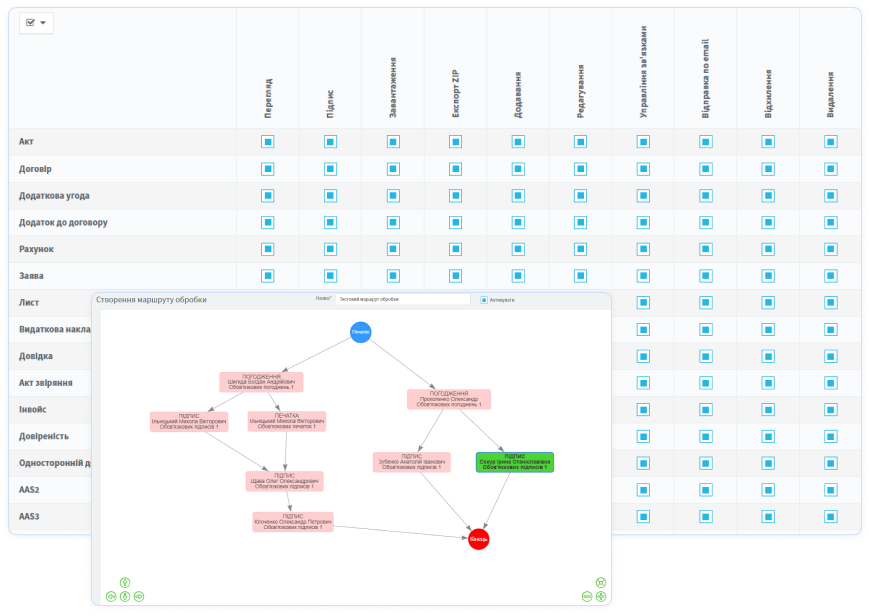 Перегляд
Підпис
Завантаження
Експорт ZIP
Додавання
Редагування
Управління зв'язками
Відправка по email
Відхилення
Видалення
Акт
Договір
Додаткова угода
Додаток до договору
Рахунок
Заява
Лист
Видаткова накла
Довідка
Акт звіряння
Інвойс
Довіреність
Односторонній д
AAS2
AAS3
Створення маршруту обробки
Назва*
Тестовий маршрут обробки
Активувати
Початок
ПОГОДЖЕННЯ
Шагида Богдан Андрійович
Обов'язкових погоджень 1
ПОГОДЖЕННЯ
Прокопенко Олександр
Обов'язкових погоджень 1
ПІДПИС
Ільницький Микола Вікторович
Обов'язкових підписів 1
ПЕЧАТКА
Ільницький Микола Вікторович
Обов'язкових печаток 1
ПІДПИС
Зубенко Анатолій Іванович
Обов'язкових підписів 1
ПІДПИС
Сокур Ірина Станіславівна
Обов'язкових підписів 1
ПІДПИС
Щава Олег Олександрович
Обов'язкових підписів 1
ПІДПИС
Кліоченко Олександр Петрович
Обов'язкових підписів 1
Кінець